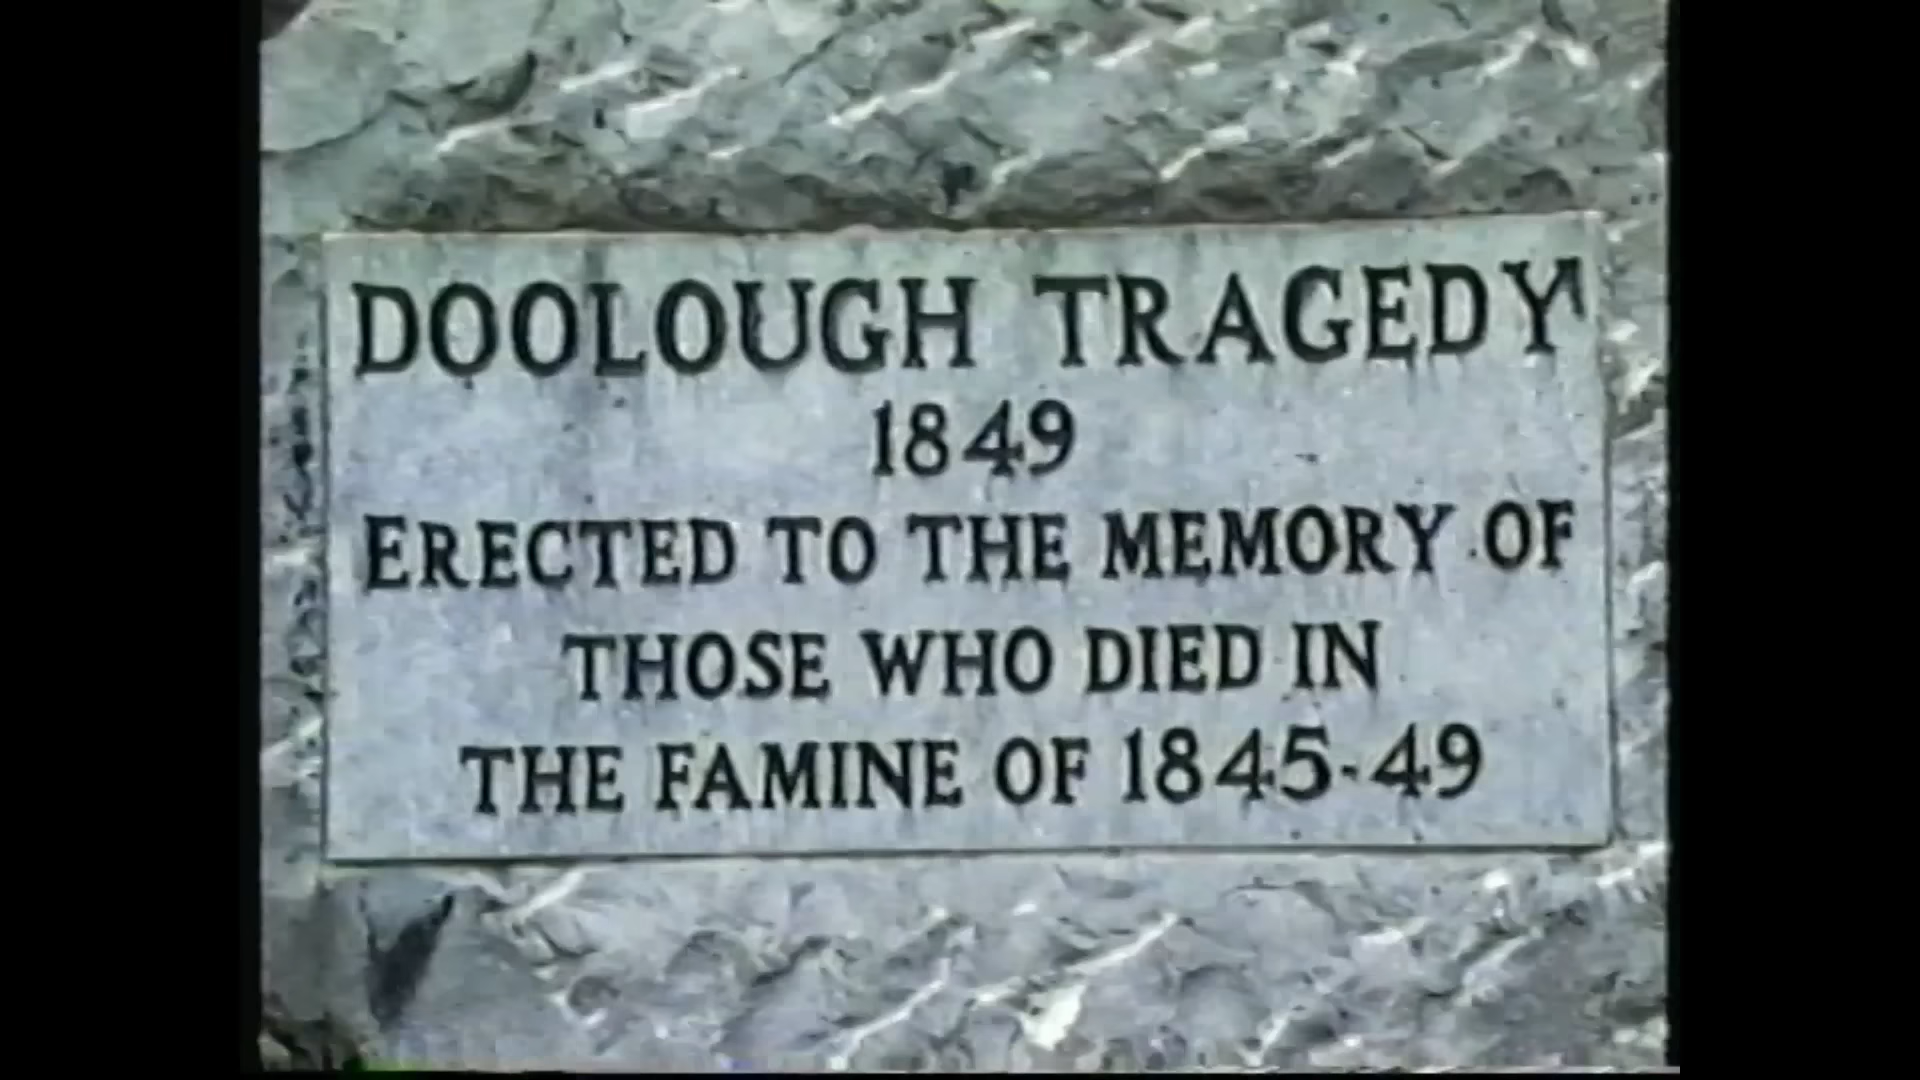 DOOLOUGH TRAGEDY
1849
ERECTED TO THE MEMORY OF
THOSE WHO DIED IN
THE FAMINE OF 1845-49